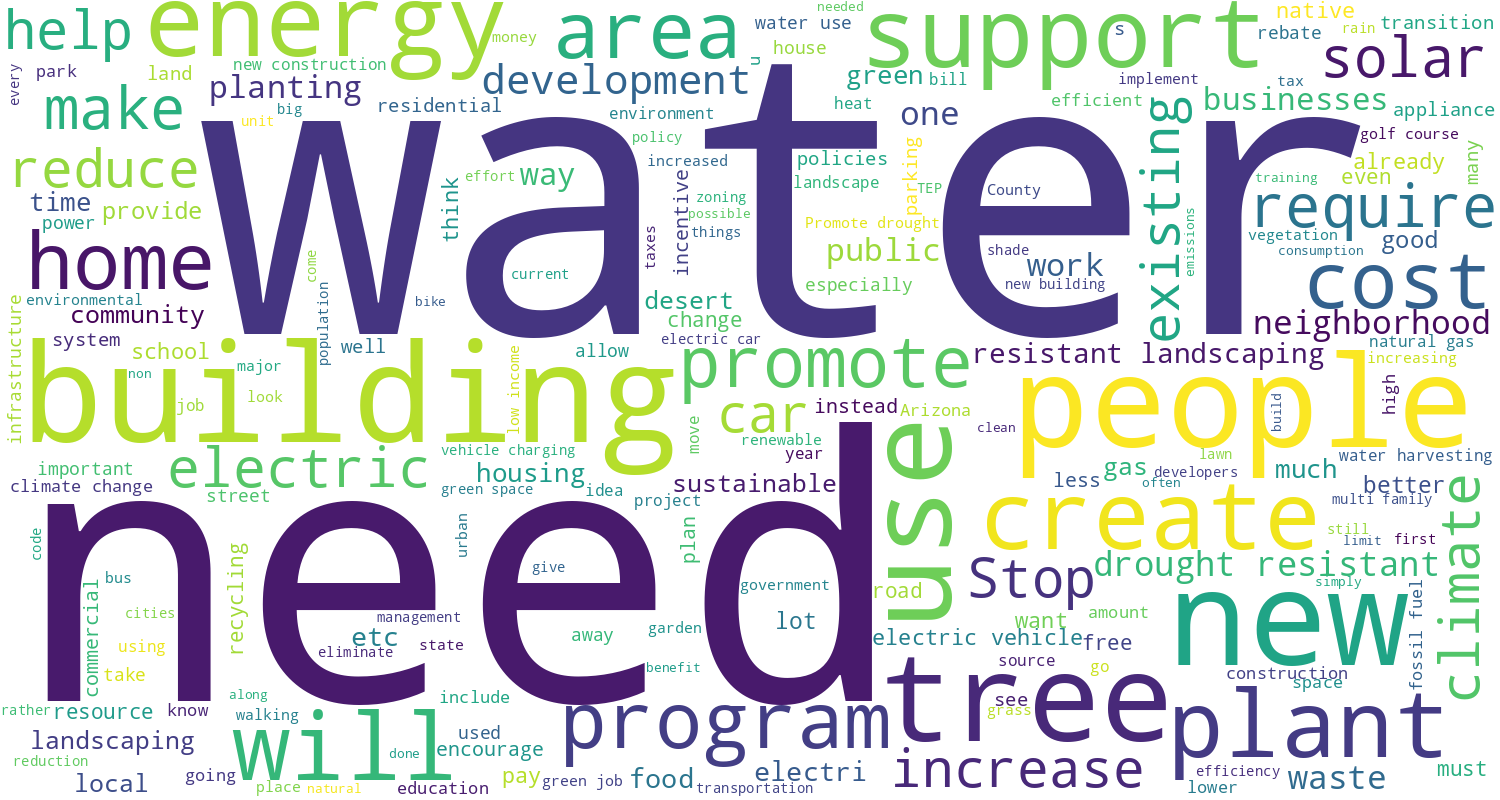 help
energy
area
support
needed
water use
s
native
rebate
rain
transition
money
every
park
land
new construction
house
u
solar
make
planting
big
residential
development
environment
green
bill
heat
implement
efficient
tax
businesses
appliance
unit
water
policy
one
existing
golf course
reduce
effort
way
increased
policies
landscape
zoning
possible
things
TEP
parking
County
already
even
many
training
time
provide
power
think
taxes
incentive
Promote drought
public
shade
work
new building
emissions
require
vegetation
good
consumption
home
come
current
especially
cost
environmental
community
population
bike
desert
change
electric car
neighborhood
infrastructure
system
school
well
allow
promote
resistant landscaping
natural gas
increasing
building
non
major
job
look
low income
car
instead
Arizona
people
high
build
clean
move
renewable
year
lawn
important
electric
vehicle charging
housing
climate change
street
green space
idea
sustainable
project
use
gas
less
developers
often
much
water harvesting
better
multi family
create
climate
need
code
urban
plan
still
limit
first
recycling
bus
commercial
cities
using
take
give
government
Stop
drought resistant
simply
road
management
etc
eliminate
state
away
garden
lot
want
amount
new
fossil fuel
electric vehicle
free
benefit
source
see
go
construction
space
rather
resource
know
along
walking
will
include
program
tree
grass
plant
landscaping
used
done
encourage
reduction
local
going
place
natural
education
pay
green job
food
transportation
electri
increase
efficiency
lower
waste
must